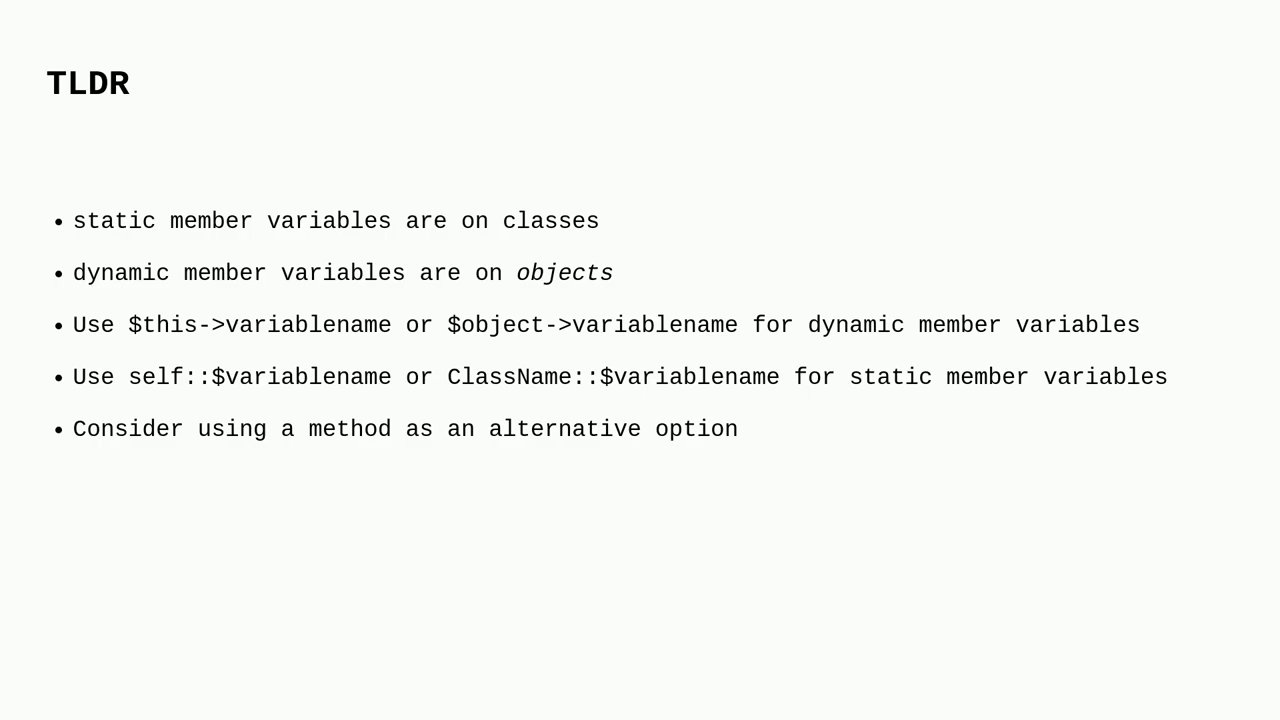 TLDR
• static member variables are on classes
• dynamic member variables are on objects
• Use $this->variablename or $object->variablename for dynamic member variables
• Use self::$variablename or ClassName::$variablename for static member variables
• Consider using a method as an alternative option